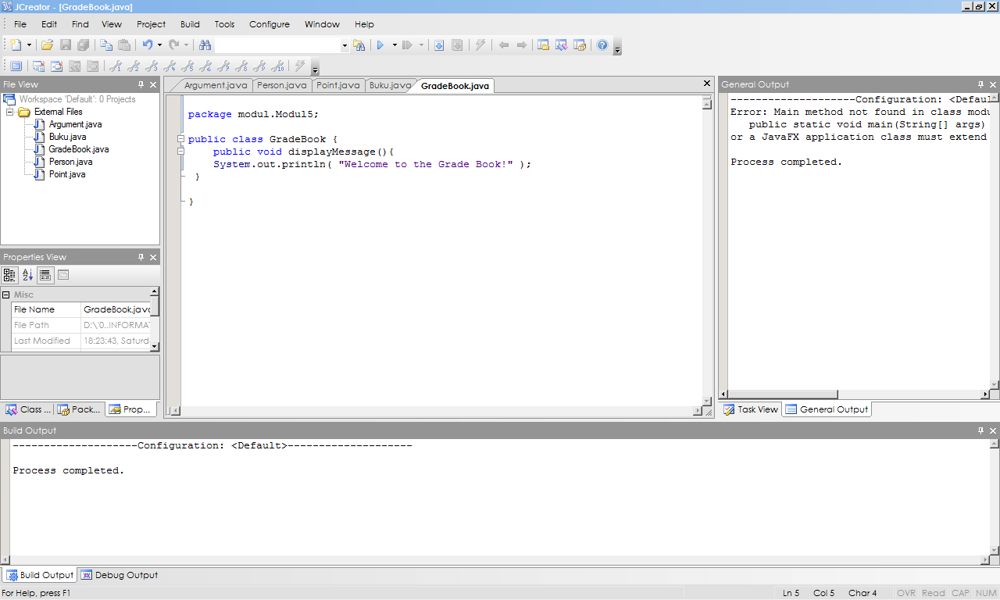 JCreator - [GradeBook.java]
File Edit Find View Project Build Tools Configure Window Help
File View
Workspace 'Default': 0 Projects
External Files
Argument.java
Buku.java
GradeBook.java
Person.java
Point.java
Properties View
Misc
File Name GradeBook.java
File Path D:\'0..INFORMAT
Last Modified 18:23:43, Saturd
Class ... Pack... Prop...
Argument.java Person.java Point.java Buku.java GradeBook.java
package modul.Modul5;
public class GradeBook {
public void displayMessage(){
System.out.println( "Welcome to the Grade Book!" );
}
}
General Output
--------------------Configuration: <Defaul
Error: Main method not found in class modu
public static void main(String[] args)
or a JavaFX application class must extend
Process completed.
Task View General Output
Build Output
--------------------Configuration: <Default>--------------------
Process completed.
Build Output Debug Output
For Help, press F1 Ln 5 Col 5 Char 4 OVR Read CAP NUM